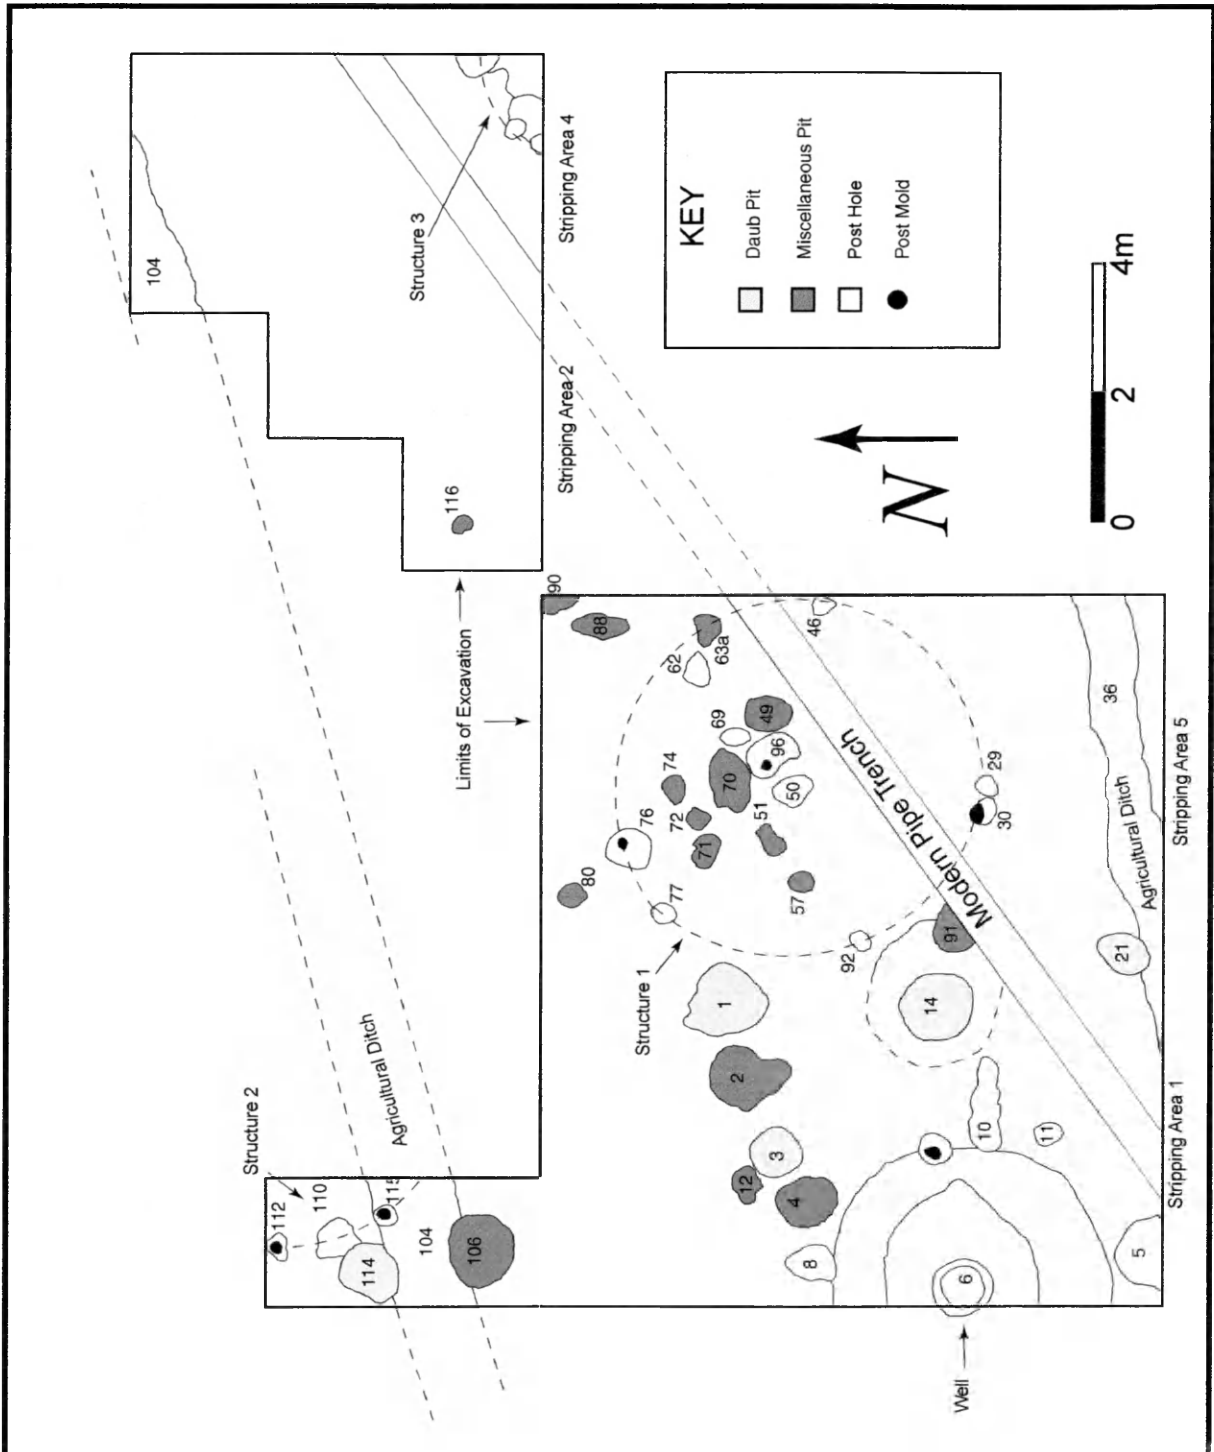 104
Structure 3
Stripping Area 4
Stripping Area 2
116
Limits of Excavation
KEY
Daub Pit
Miscellaneous Pit
Post Hole
Post Mold
N
0
2
4m
Structure 2
112
110
115
114
104
106
Agricultural Ditch
90
88
62
63a
46
69
49
96
74
70
50
72
51
71
76
57
77
80
29
30
92
91
Structure 1
1
14
2
3
12
4
10
11
8
6
5
Well
Modern Pipe Trench
36
Agricultural Ditch
21
Stripping Area 5
Stripping Area 1